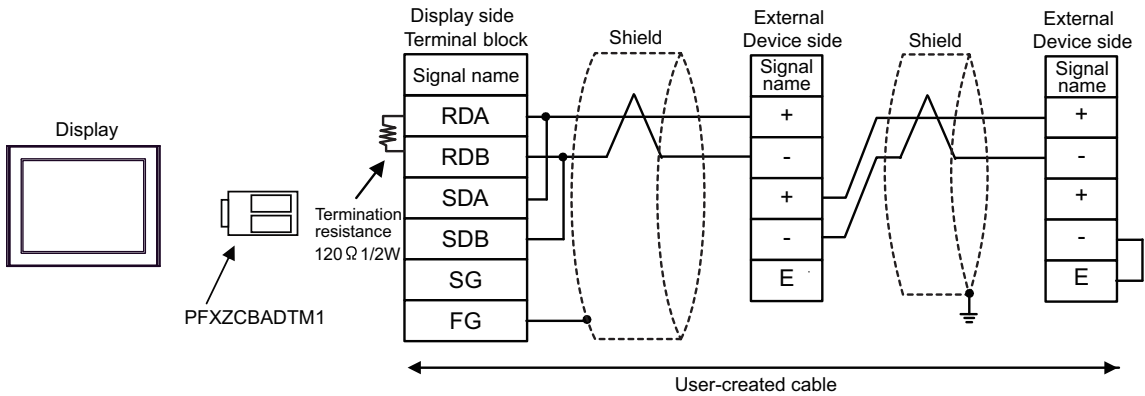 Display
PFXZCBADTM1
Termination
resistance
120Ω 1/2W
Display side
Terminal block
Signal name
RDA
RDB
SDA
SDB
SG
FG
Shield
External
Device side
Signal
name
+
-
+
-
E
Shield
External
Device side
Signal
name
+
-
+
-
E
User-created cable